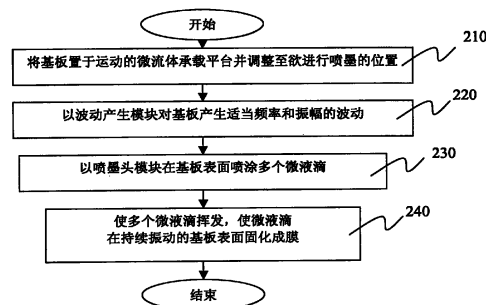 开始
将基板置于运动的微流体承载平台并调整至欲进行喷墨的位置
210
以波动产生模块对基板产生适当频率和振幅的波动
220
以喷墨头模块在基板表面喷涂多个微液滴
230
使多个微液滴挥发，使微液滴
在持续振动的基板表面固化成膜
240
结束